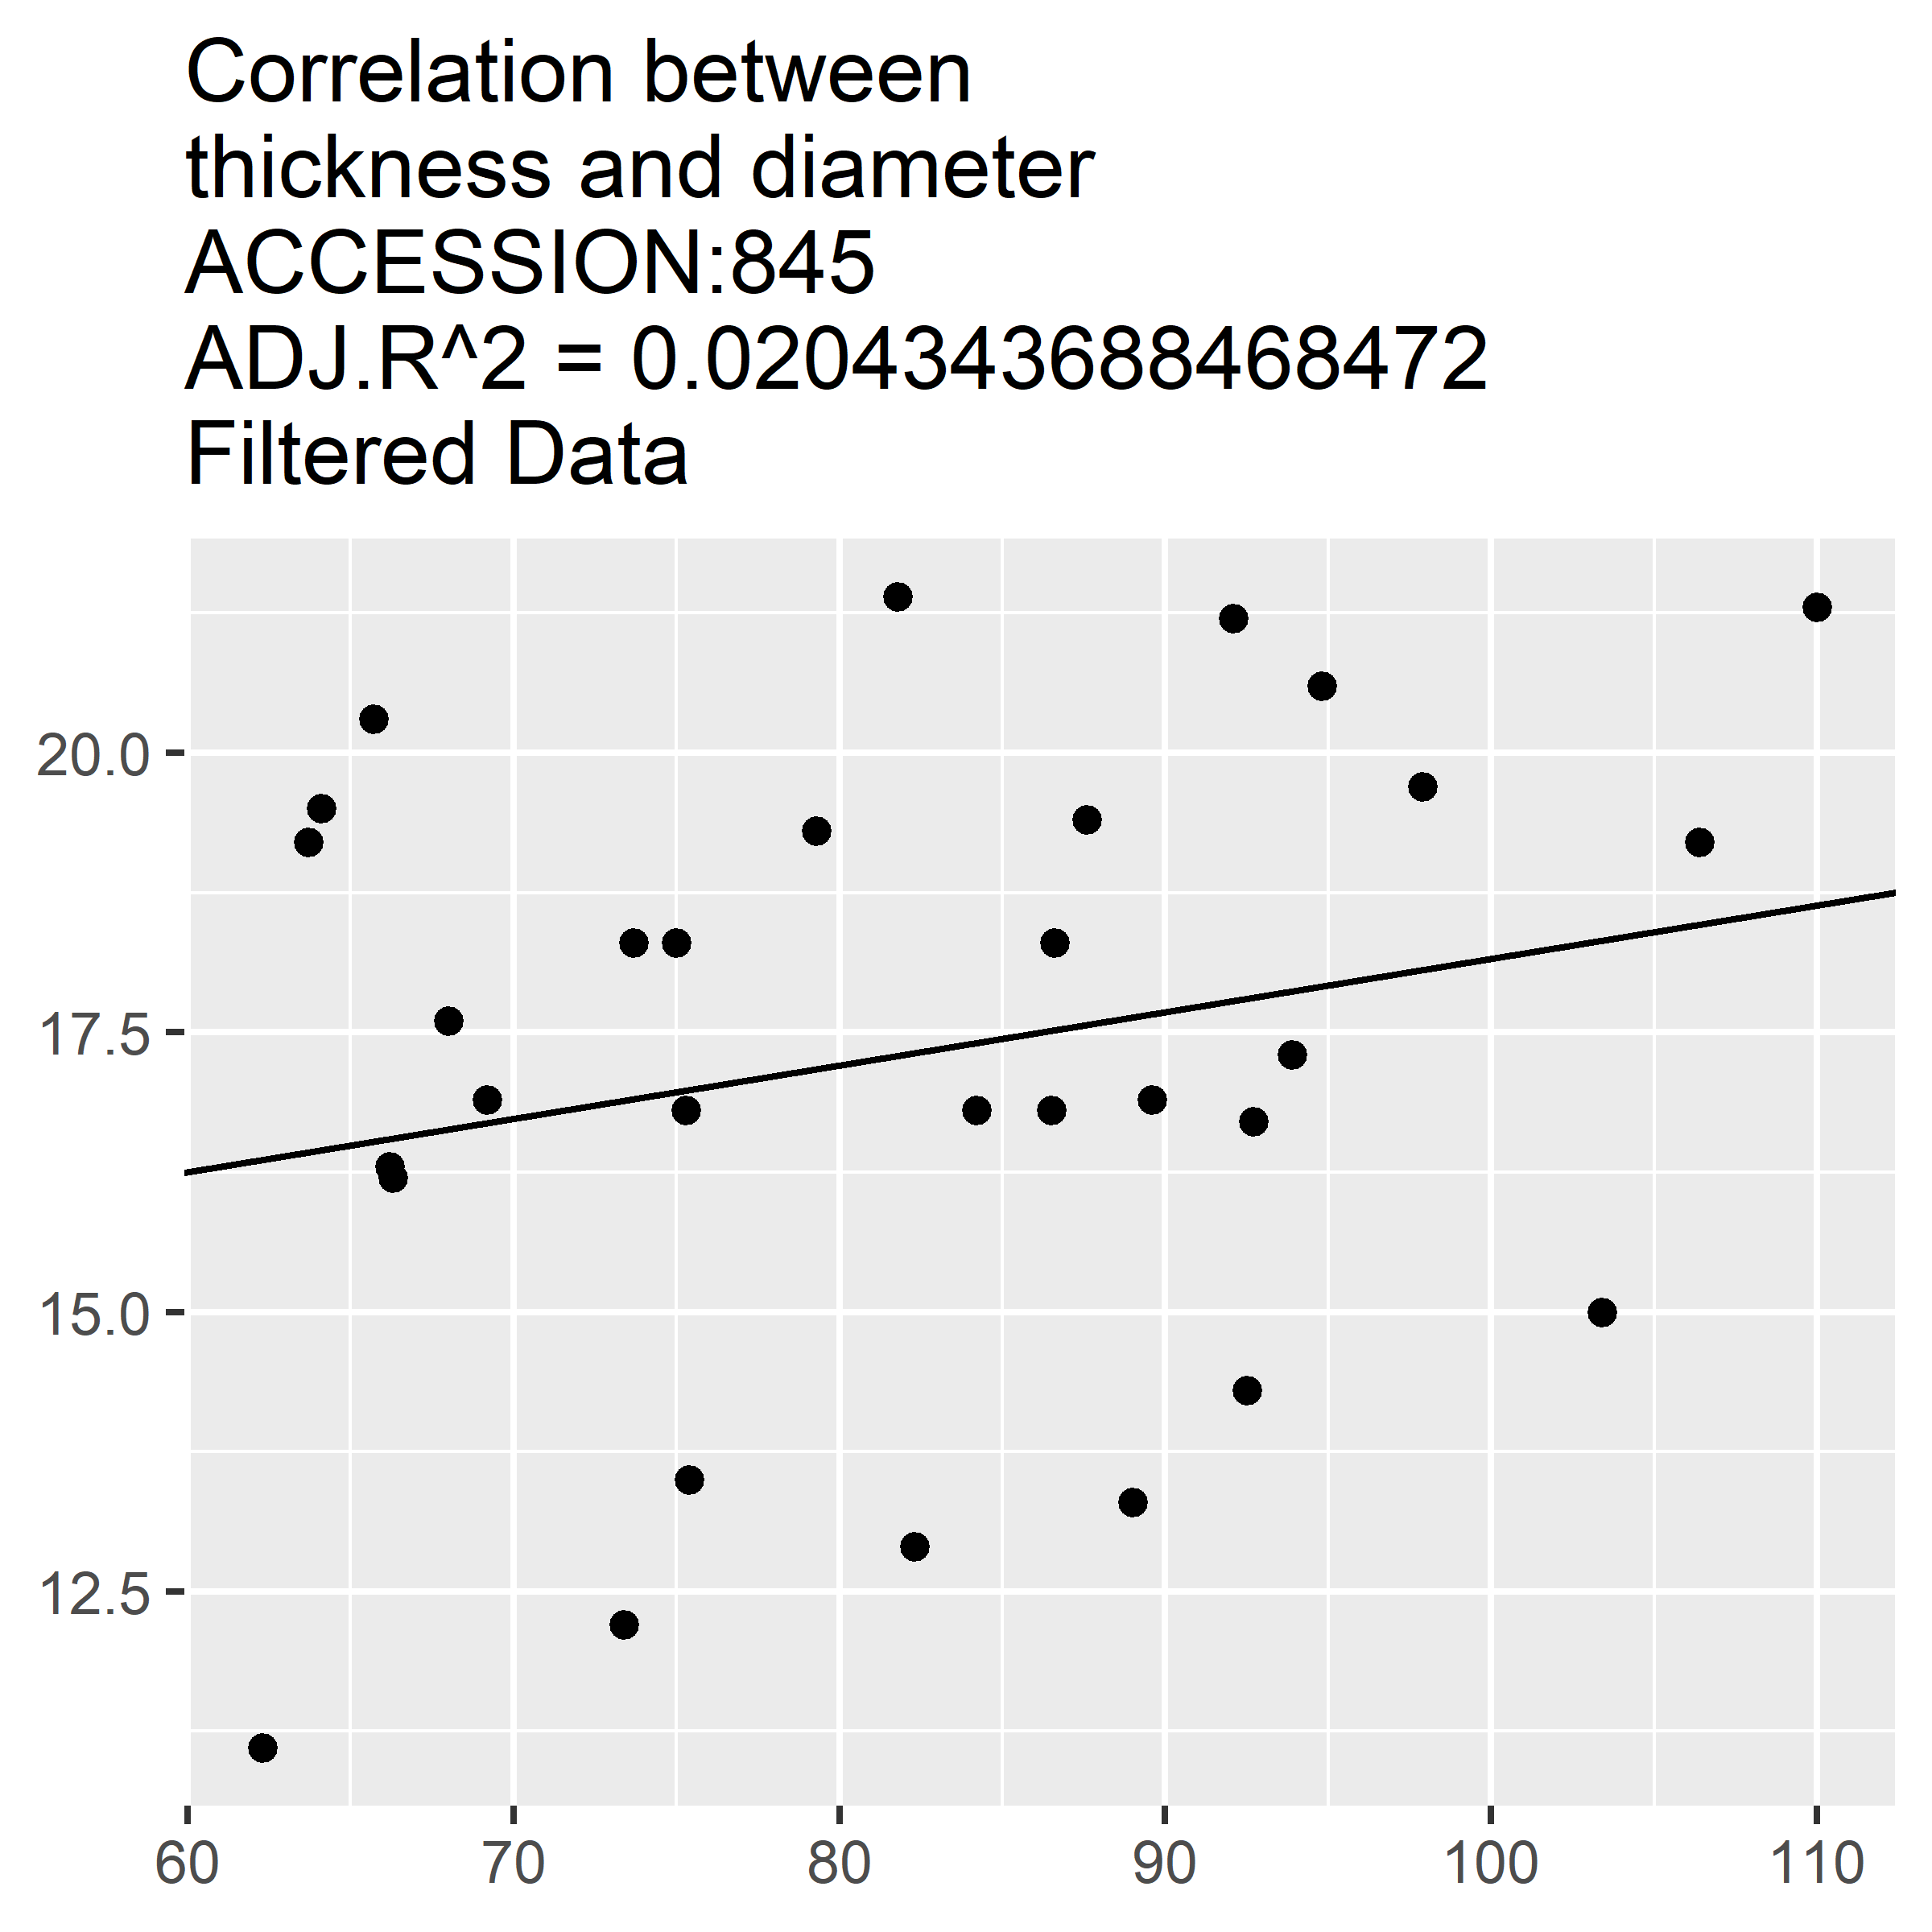 Correlation between
thickness and diameter
ACCESSION:845
ADJ.R^2 = 0.0204343688468472
Filtered Data
20.0
17.5
15.0
12.5
60 70 80 90 100 110